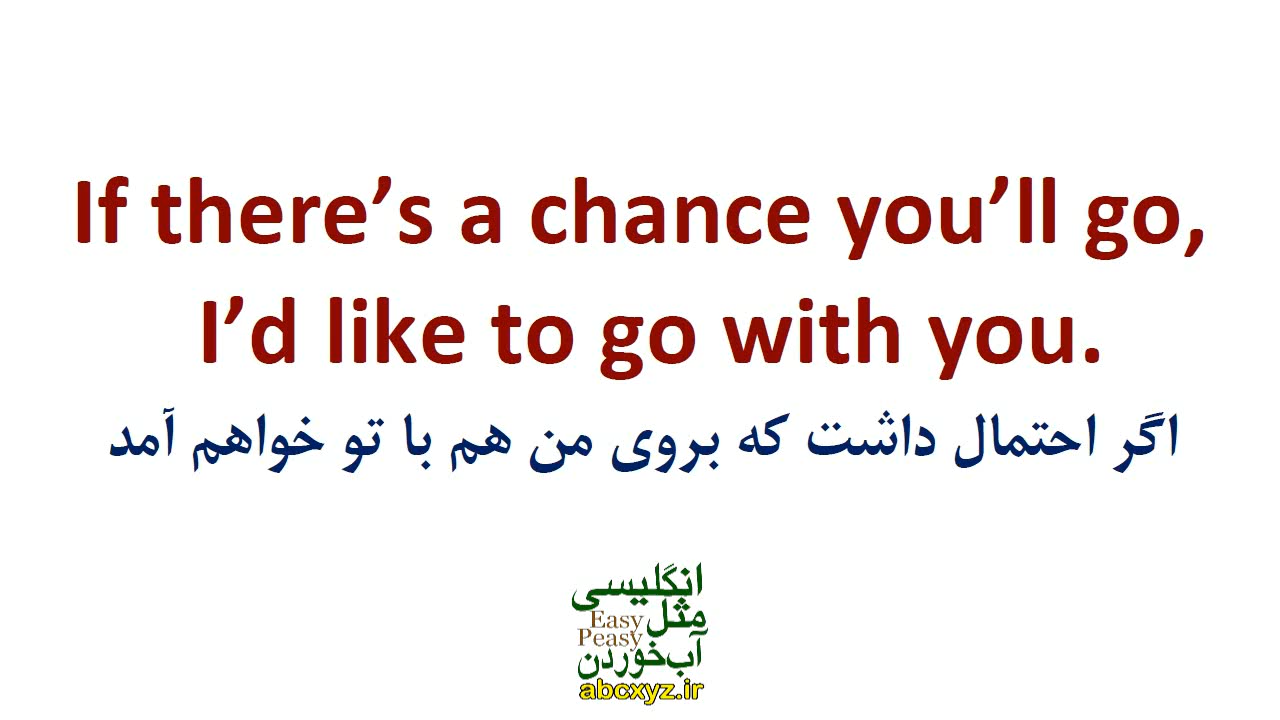 If there’s a chance you’ll go,
I’d like to go with you.
اگر احتمال داشت که بروی من هم با تو خواهم آمد
انگلیسی
مثل
Easy
Peasy
آب‌خوردن
abcxyz.ir